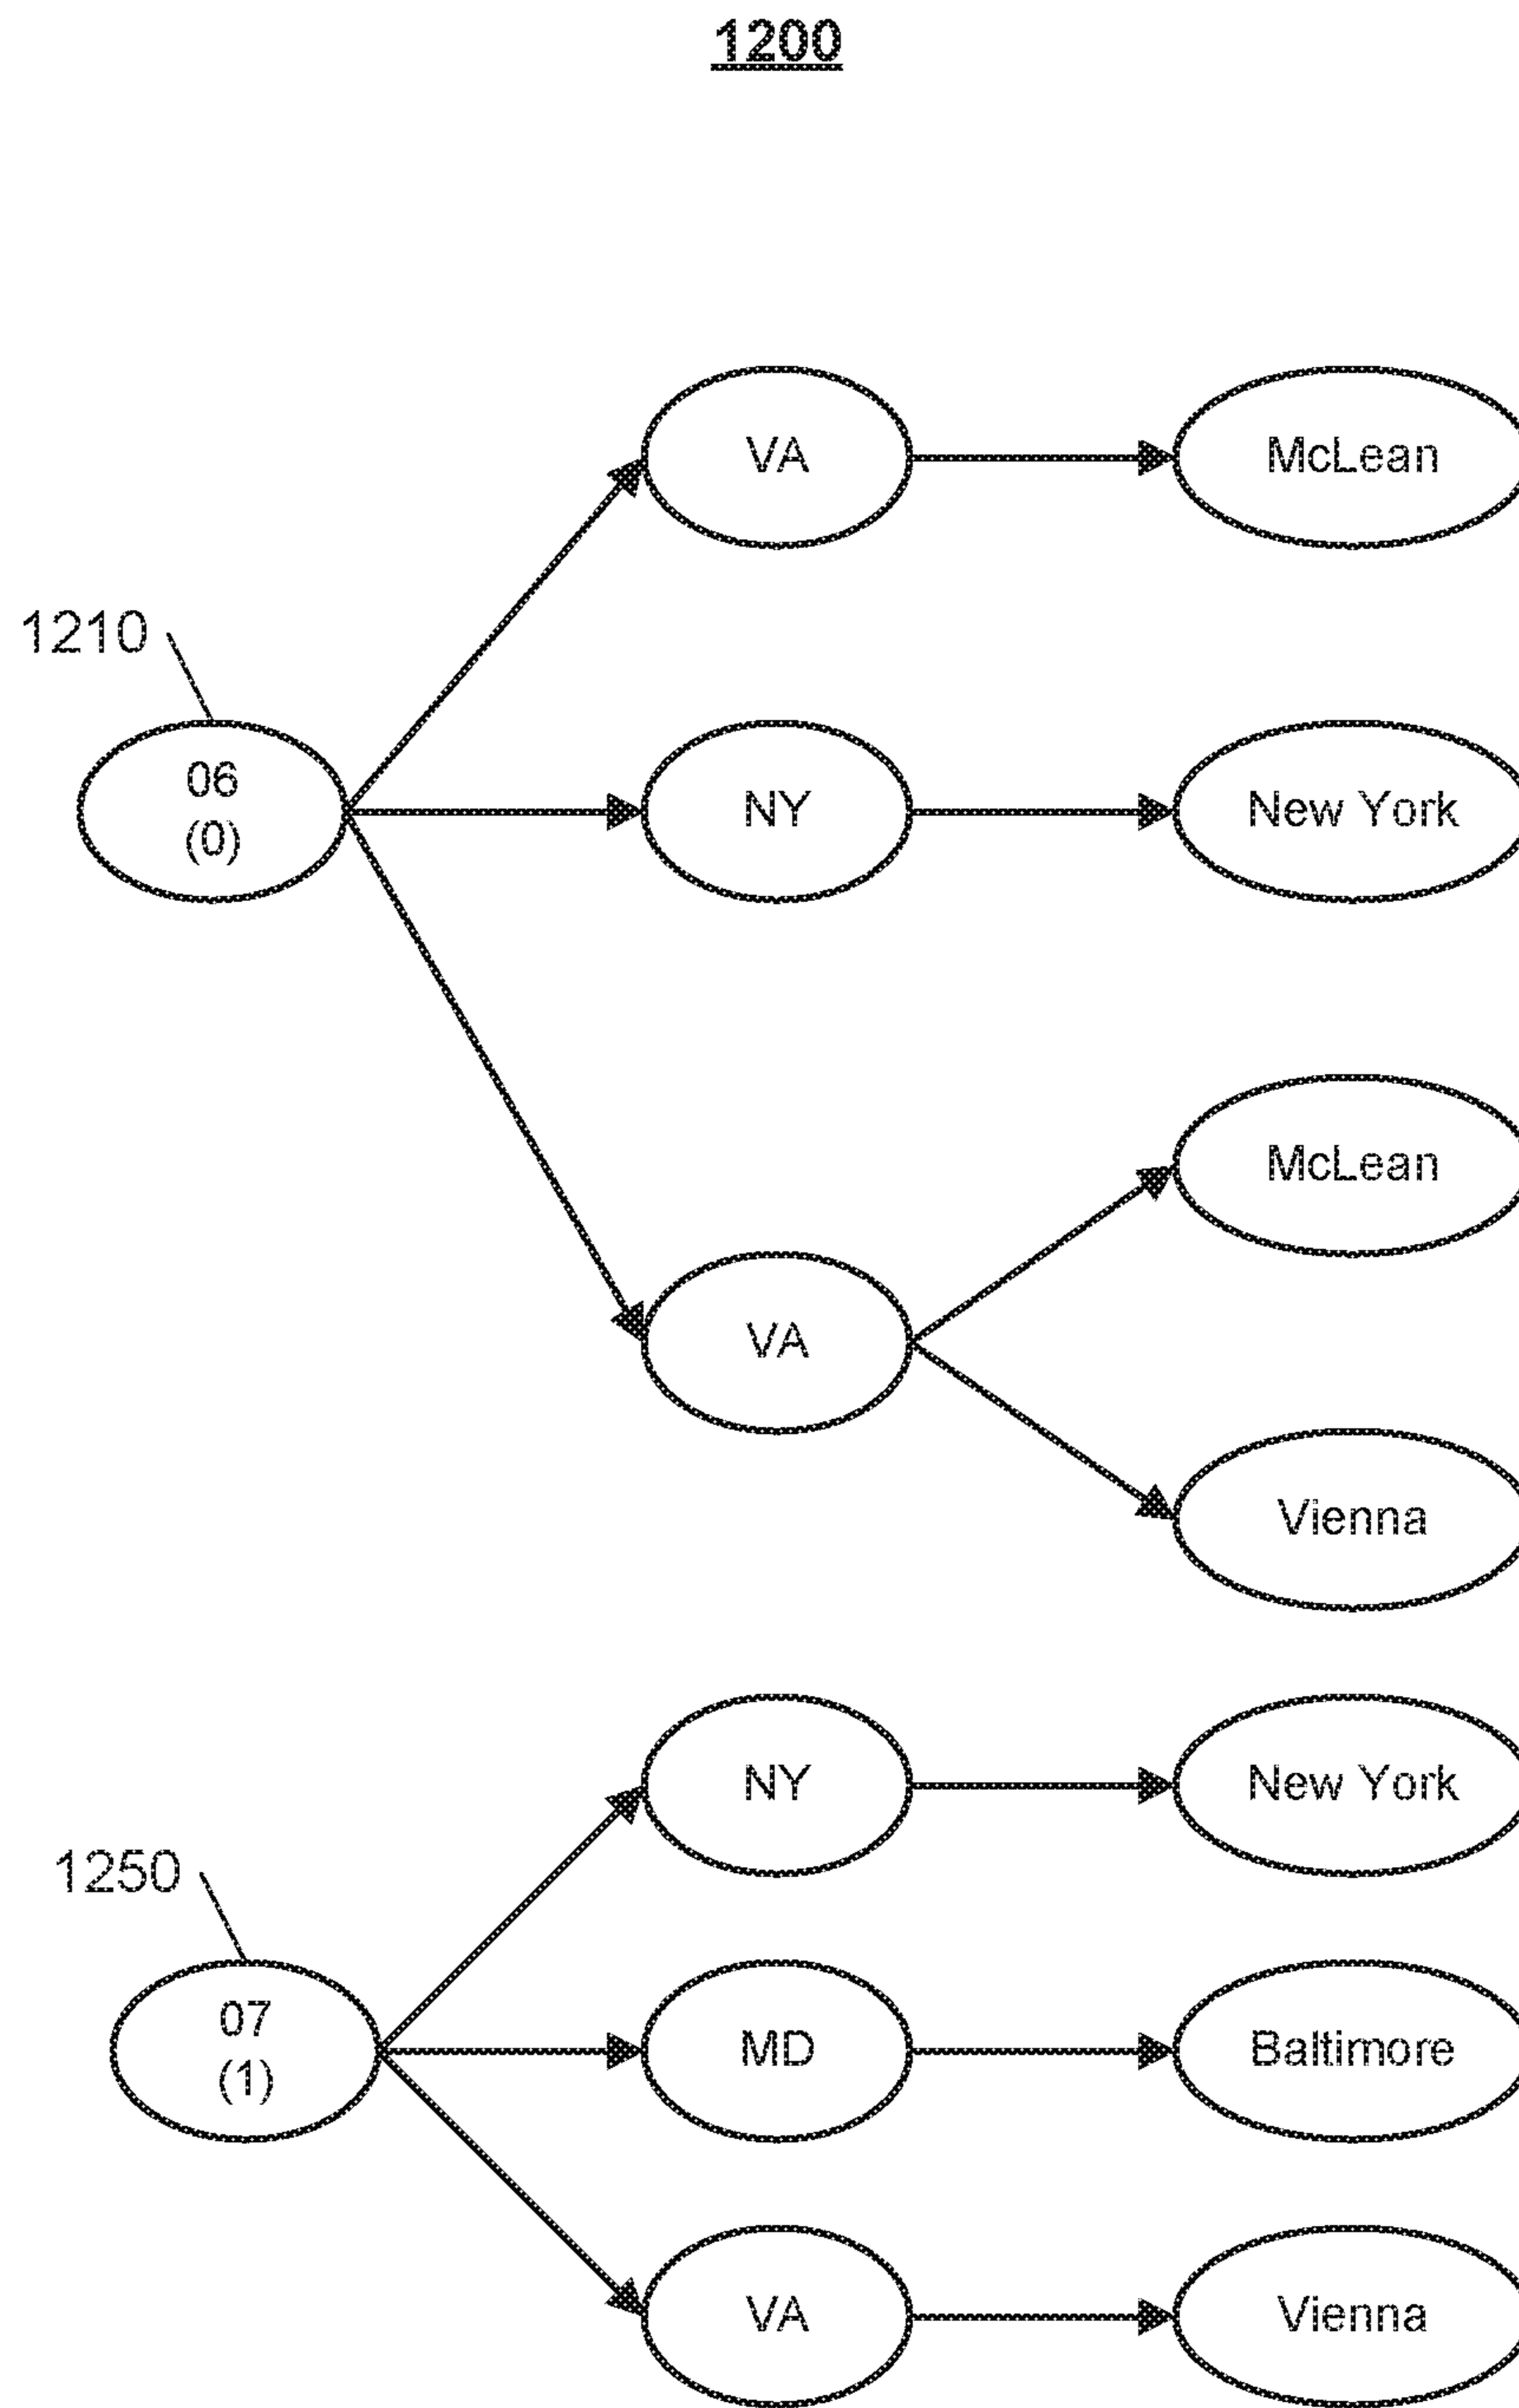 1200
VA
McLean
1210
06
(0)
NY
New York
McLean
VA
Vienna
NY
New York
1250
07
(1)
MD
Baltimore
VA
Vienna